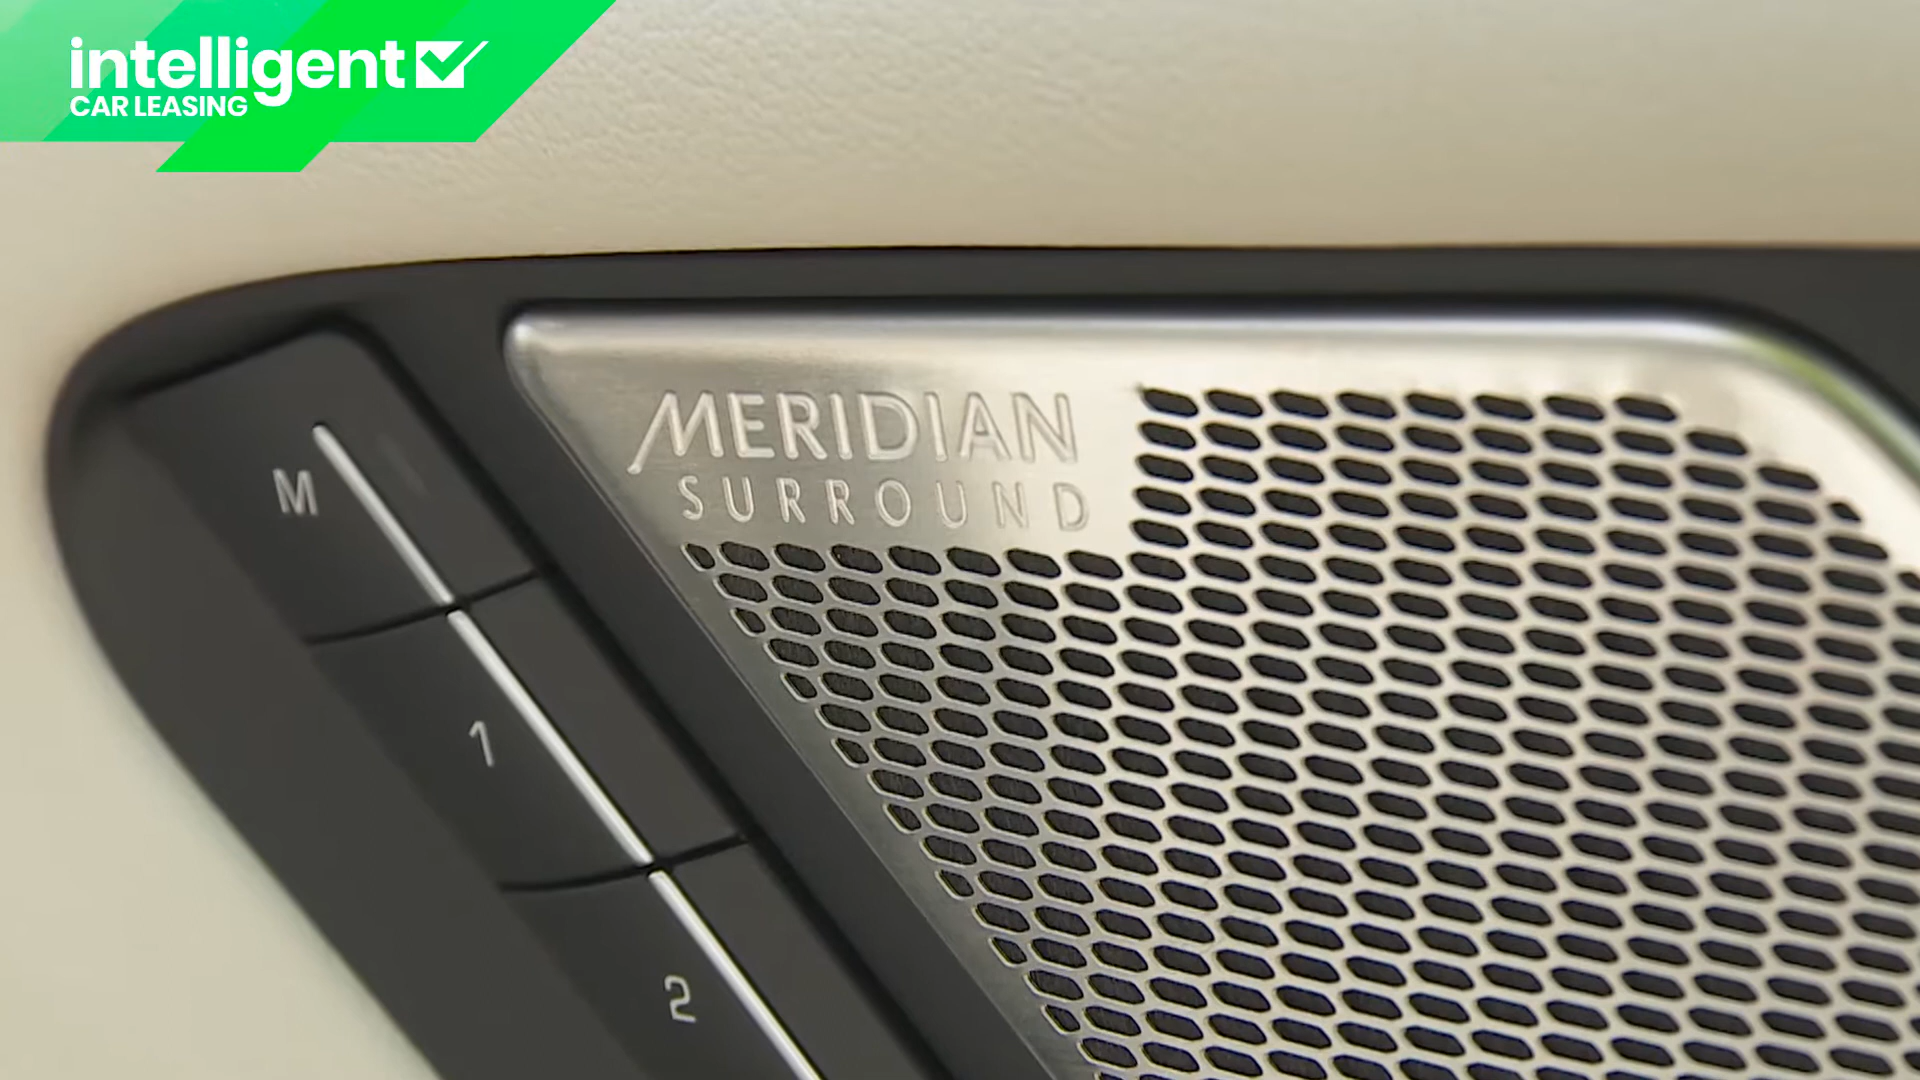 intelligent
CAR LEASING
MERIDIAN
SURROUND
M
1
2